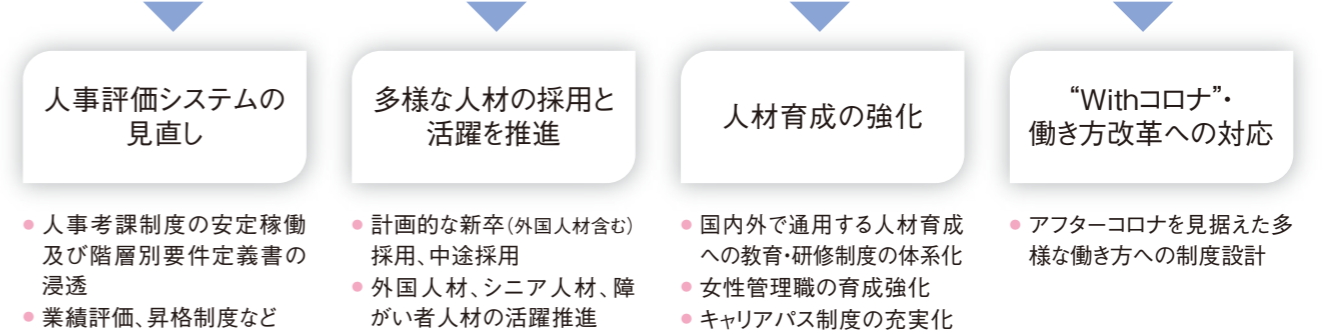 人事評価システムの
見直し
人事考課制度の安定稼働
及び階層別要件定義書の
浸透
業績評価、昇格制度など
多様な人材の採用と
活躍を推進
計画的な新卒(外国人材含む)
採用、中途採用
外国人材、シニア人材、障
がい者人材の活躍推進
人材育成の強化
国内外で通用する人材育成
への教育・研修制度の体系化
女性管理職の育成強化
キャリアパス制度の充実化
“Withコロナ”・
働き方改革への対応
アフターコロナを見据えた多
様な働き方への制度設計